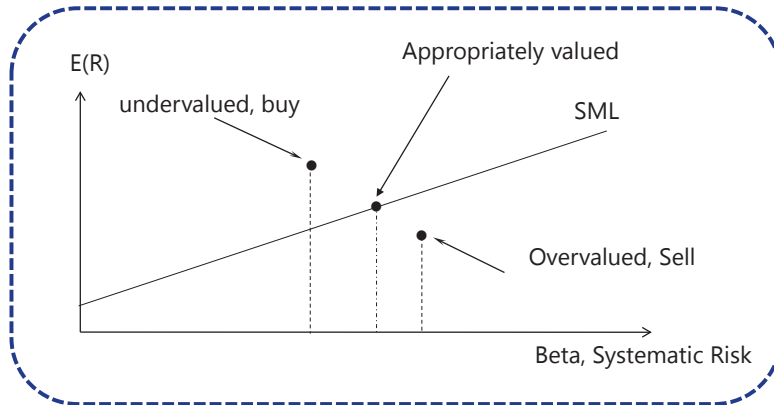 Appropriately valued
E(R)
undervalued, buy
SML
Overvalued, Sell
Beta, Systematic Risk